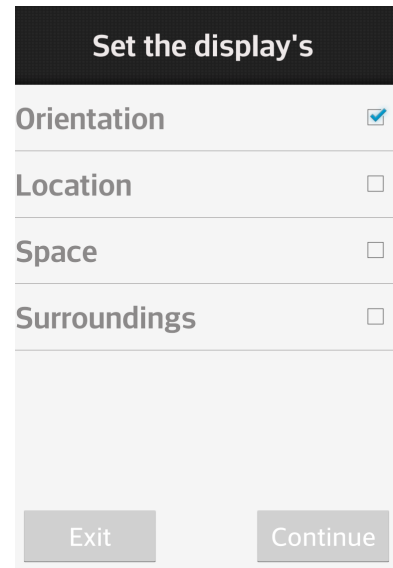 Set the display's
Orientation
Location
Space
Surroundings
Exit
Continue